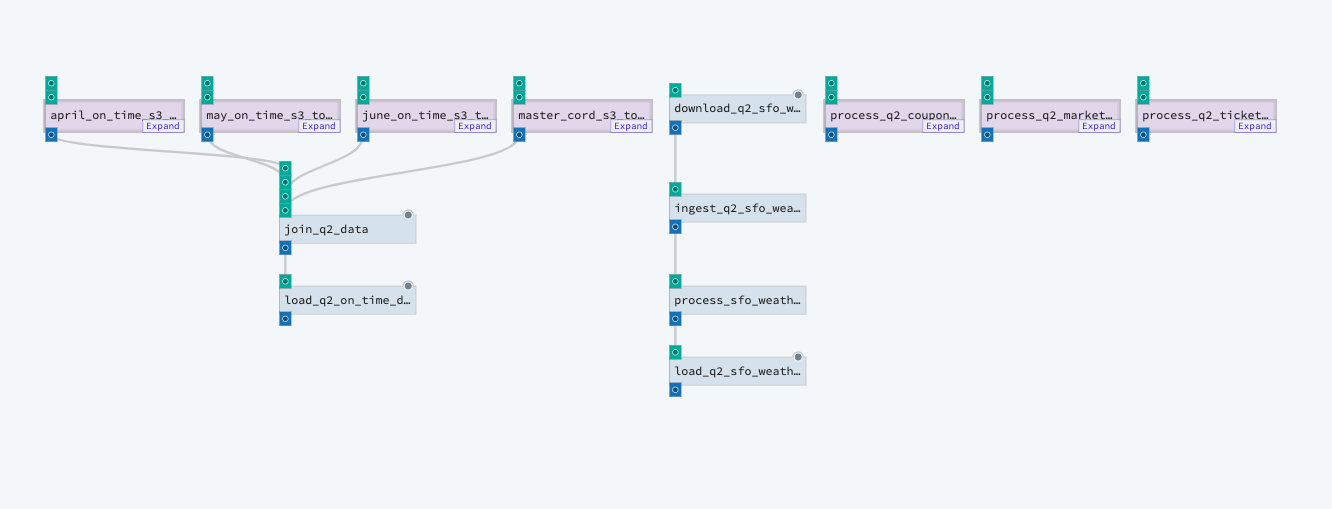 april_on_time_s3_…
Expand
may_on_time_s3_to…
Expand
june_on_time_s3_t…
Expand
master_cord_s3_to…
Expand
download_q2_sfo_w…
process_q2_coupon…
Expand
process_q2_market…
Expand
process_q2_ticket…
Expand
ingest_q2_sfo_wea…
join_q2_data
load_q2_on_time_d…
process_sfo_weath…
load_q2_sfo_weath…